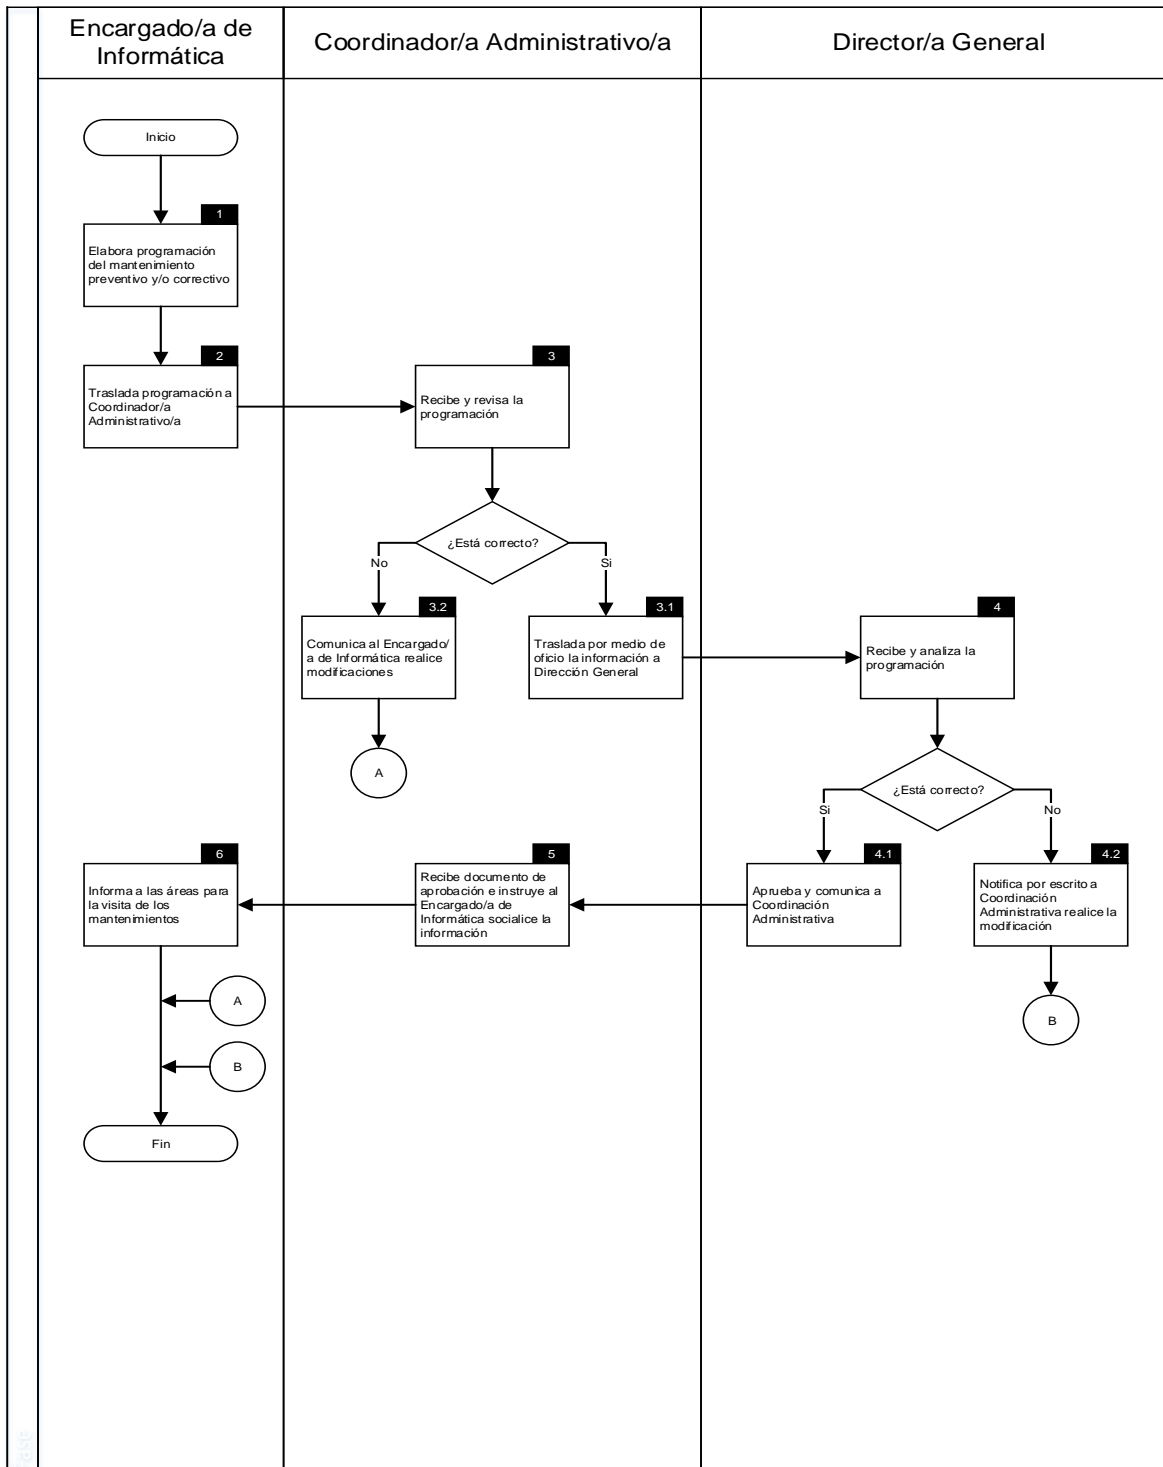 Encargado/a de
Informática
Coordinador/a Administrativo/a
Director/a General
Inicio
1
Elabora programación
del mantenimiento
preventivo y/o correctivo
2
Traslada programación a
Coordinador/a
Administrativo/a
3
Recibe y revisa la
programación
¿Está correcto?
No
Si
3.2
Comunica al Encargado/
a de Informática realice
modificaciones
3.1
Traslada por medio de
oficio la información a
Dirección General
4
Recibe y analiza la
programación
A
¿Está correcto?
Si
No
6
Informa a las áreas para
la visita de los
mantenimientos
5
Recibe documento de
aprobación e instruye al
Encargado/a de
Informática socialice la
información
4.1
Aprueba y comunica a
Coordinación
Administrativa
4.2
Notifica por escrito a
Coordinación
Administrativa realice la
modificación
A
B
B
Fin